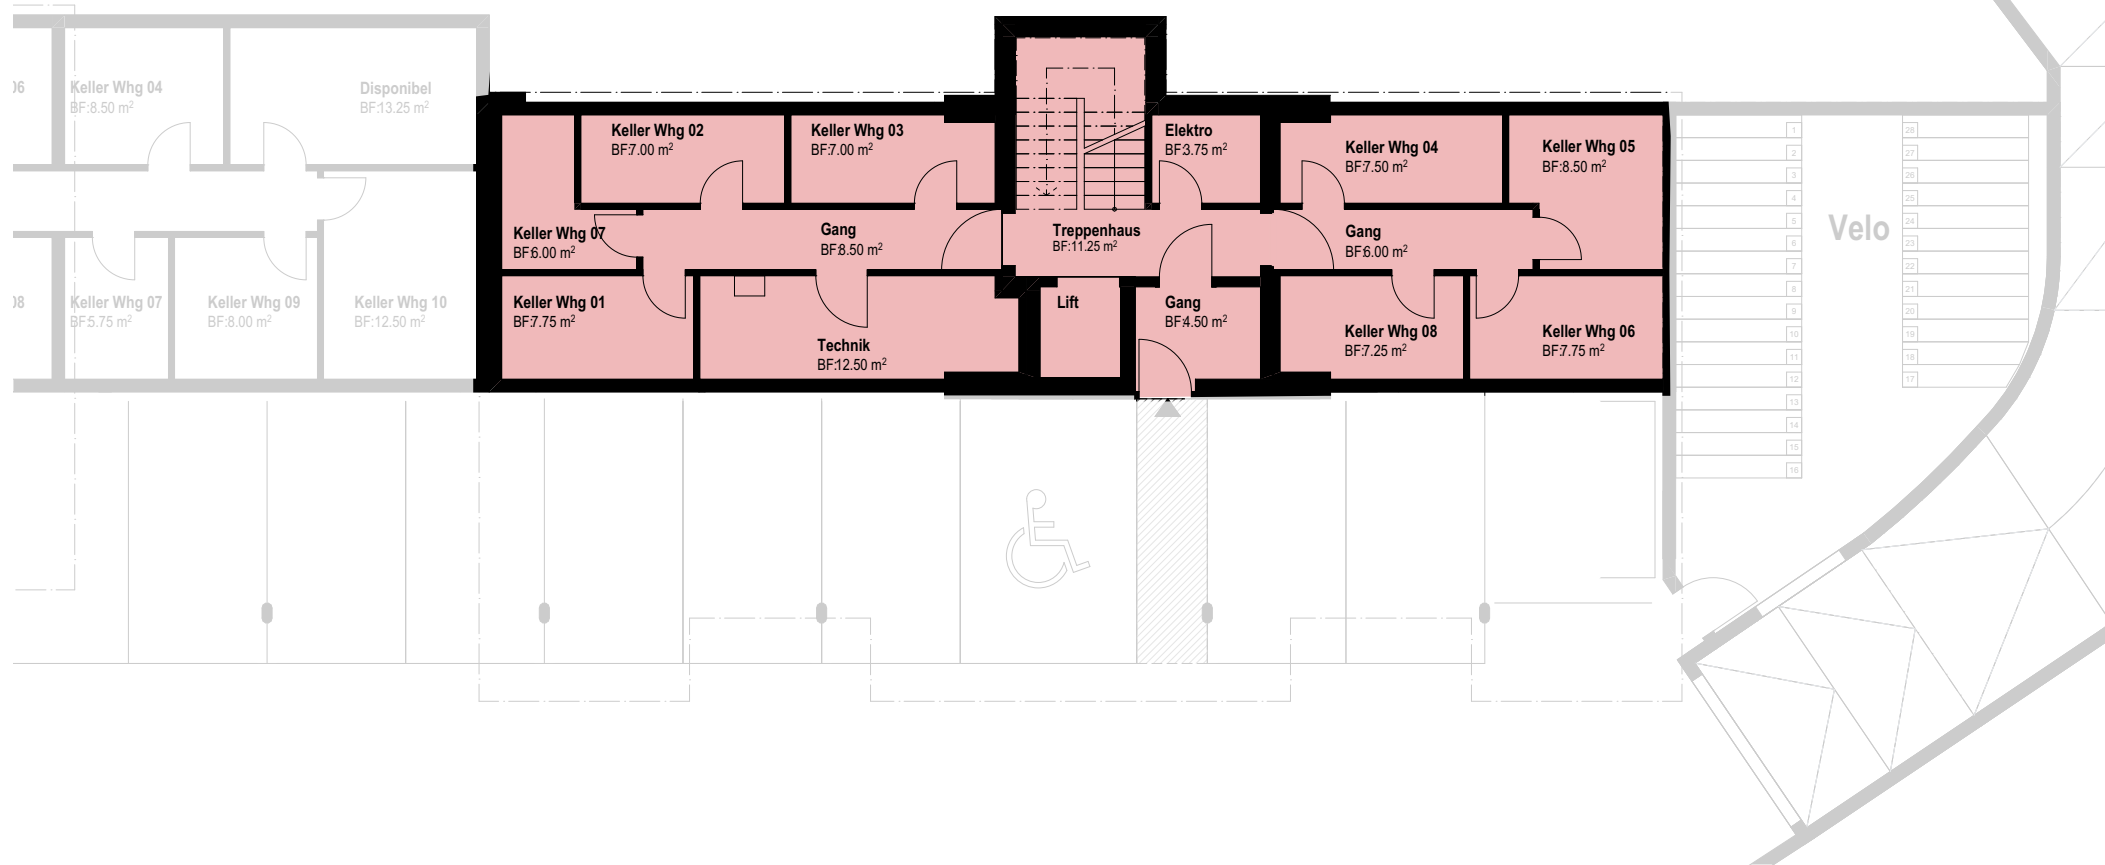 06
Keller Whg 04
BF:8.50 m²
Disponibel
BF:13.25 m²
Keller Whg 02
BF:7.00 m²
Keller Whg 03
BF:7.00 m²
Elektro
BF:3.75 m²
Keller Whg 04
BF:7.50 m²
Keller Whg 05
BF:8.50 m²
Keller Whg 07
BF:6.00 m²
Gang
BF:8.50 m²
Treppenhaus
BF:11.25 m²
Gang
BF:6.00 m²
08
Keller Whg 07
BF:5.75 m²
Keller Whg 09
BF:8.00 m²
Keller Whg 10
BF:12.50 m²
Keller Whg 01
BF:7.75 m²
Technik
BF:12.50 m²
Lift
Gang
BF:4.50 m²
Keller Whg 08
BF:7.25 m²
Keller Whg 06
BF:7.75 m²
Velo
1
2
3
4
5
6
7
8
9
10
11
12
13
14
15
16
28
27
26
25
24
23
22
21
20
19
18
17